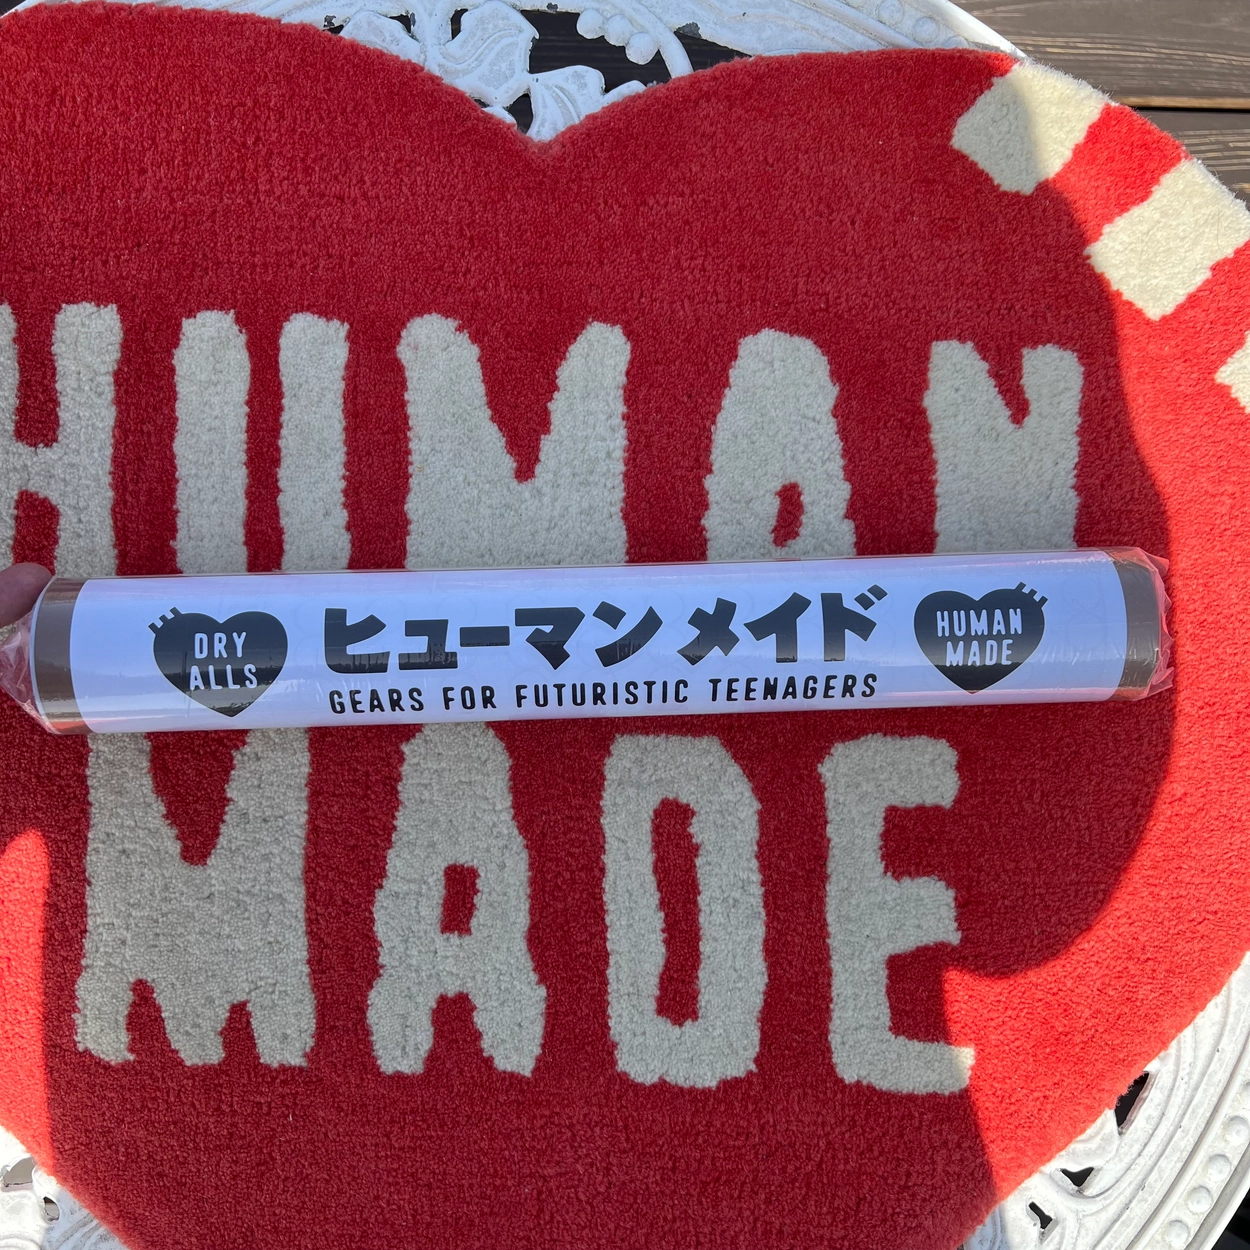 HUMAN
DRY
ALLS
ヒューマンメイド
GEARS FOR FUTURISTIC TEENAGERS
HUMAN
MADE
MADE